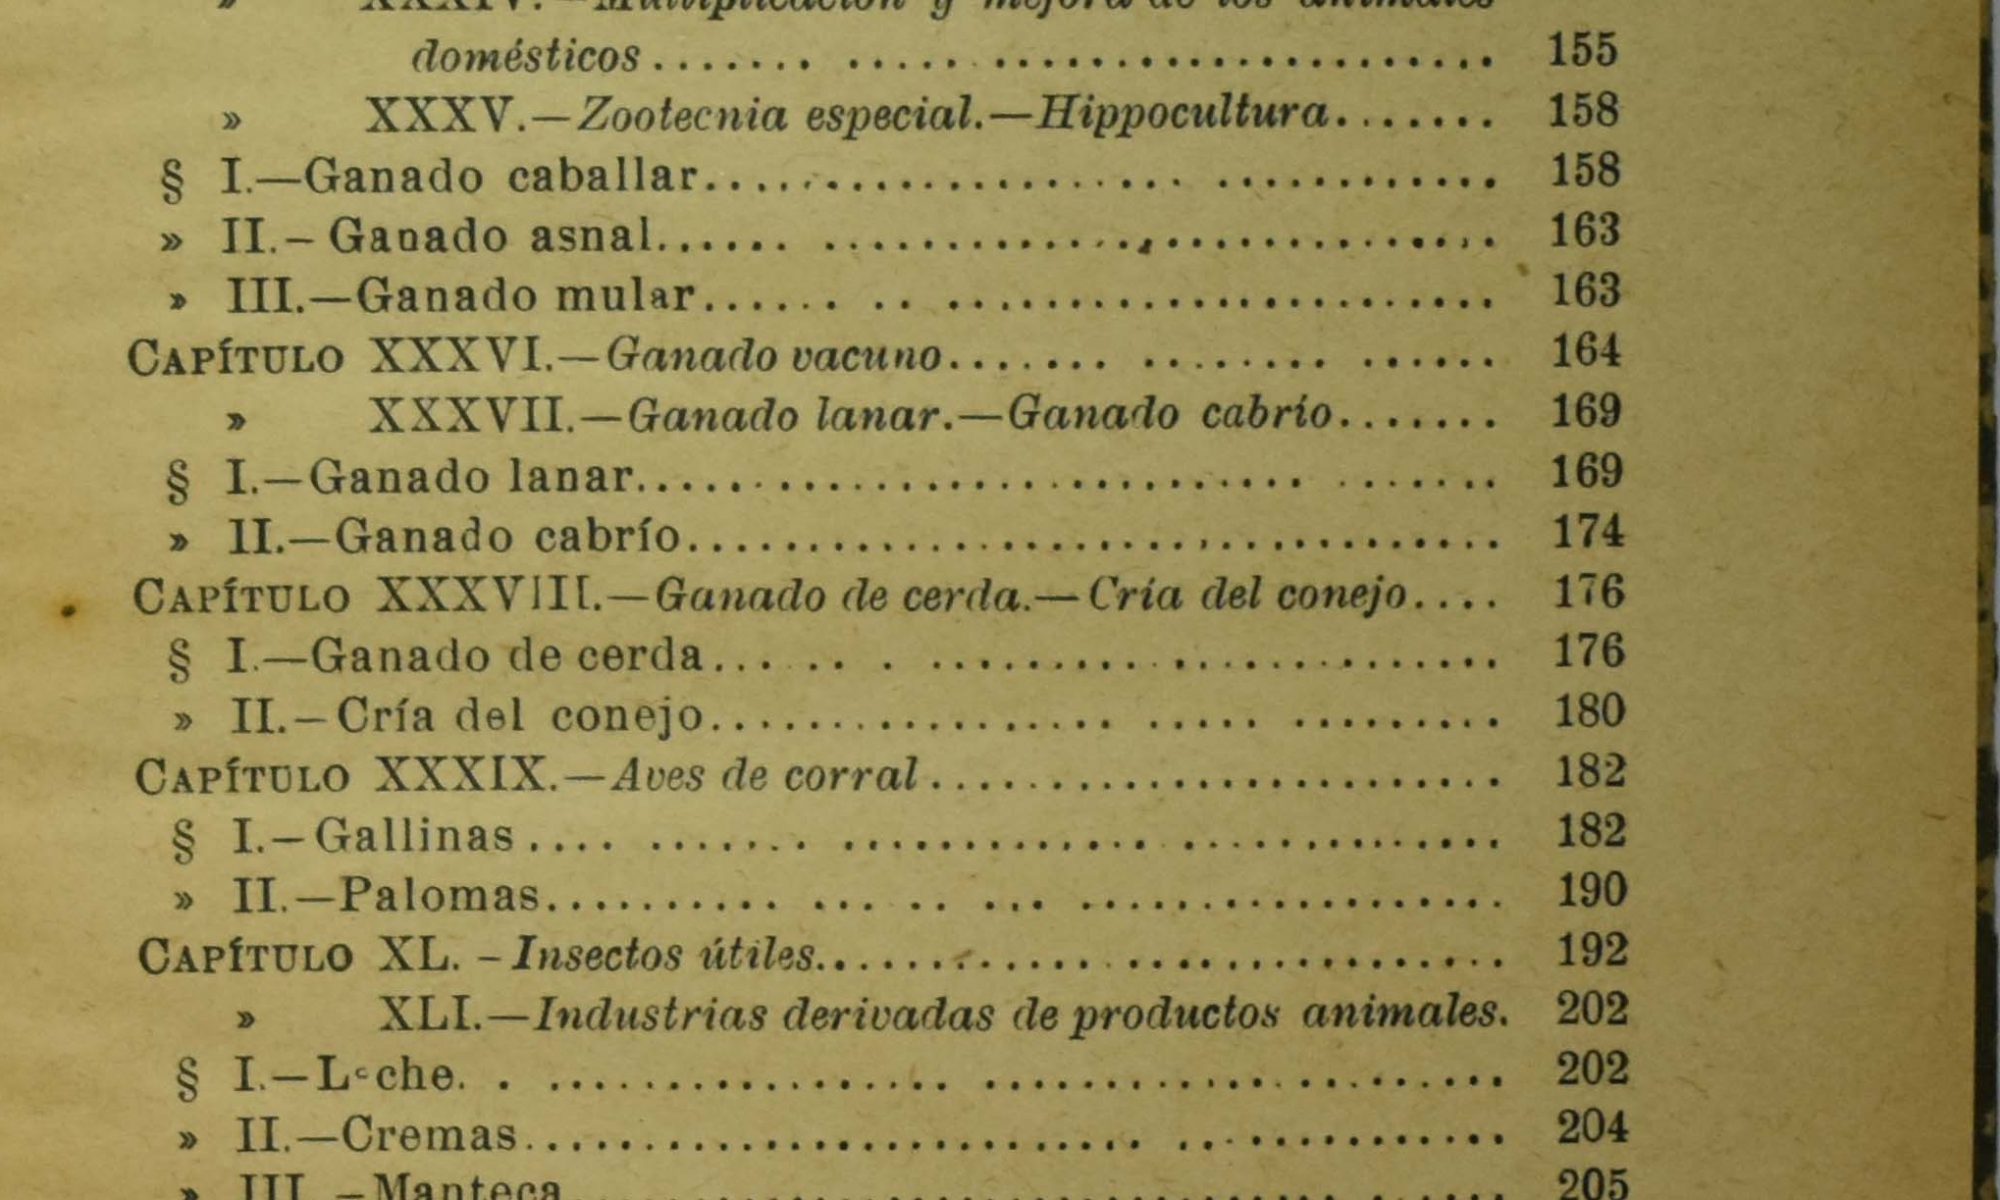 » XXXIV.—Multiplicación y mejora de los animales
domésticos....... ..... ..................... 155
» XXXV.—Zootecnia especial.—Hippocultura....... 158
§ I.—Ganado caballar.................... ............ 158
» II.—Ganado asnal...... ........................... 163
» III.—Ganado mular...... .. ....................... 163
CAPÍTULO XXXVI.—Ganado vacuno....... ........ ...... 164
» XXXVII.—Ganado lanar.—Ganado cabrío....... 169
§ I.—Ganado lanar............................ ....... 169
» II.—Ganado cabrío................................. 174
CAPÍTULO XXXVIII.—Ganado de cerda.—Cría del conejo.... 176
§ I.—Ganado de cerda... .. . ........................ 176
» II.—Cría del conejo................. ..... ......... 180
CAPÍTULO XXXIX.—Aves de corral ........................ 182
§ I.—Gallinas .... ....... ............. ............. 182
» II.—Palomas.......... ... .. ... .................. 190
CAPÍTULO XL. —Insectos útiles............. ................ 192
» XLI.—Industrias derivadas de productos animales. 202
§ I.—Leche. . ................. ...................... 202
» II.—Cremas.......................... .............. 204
» III.—Manteca.................................. 205